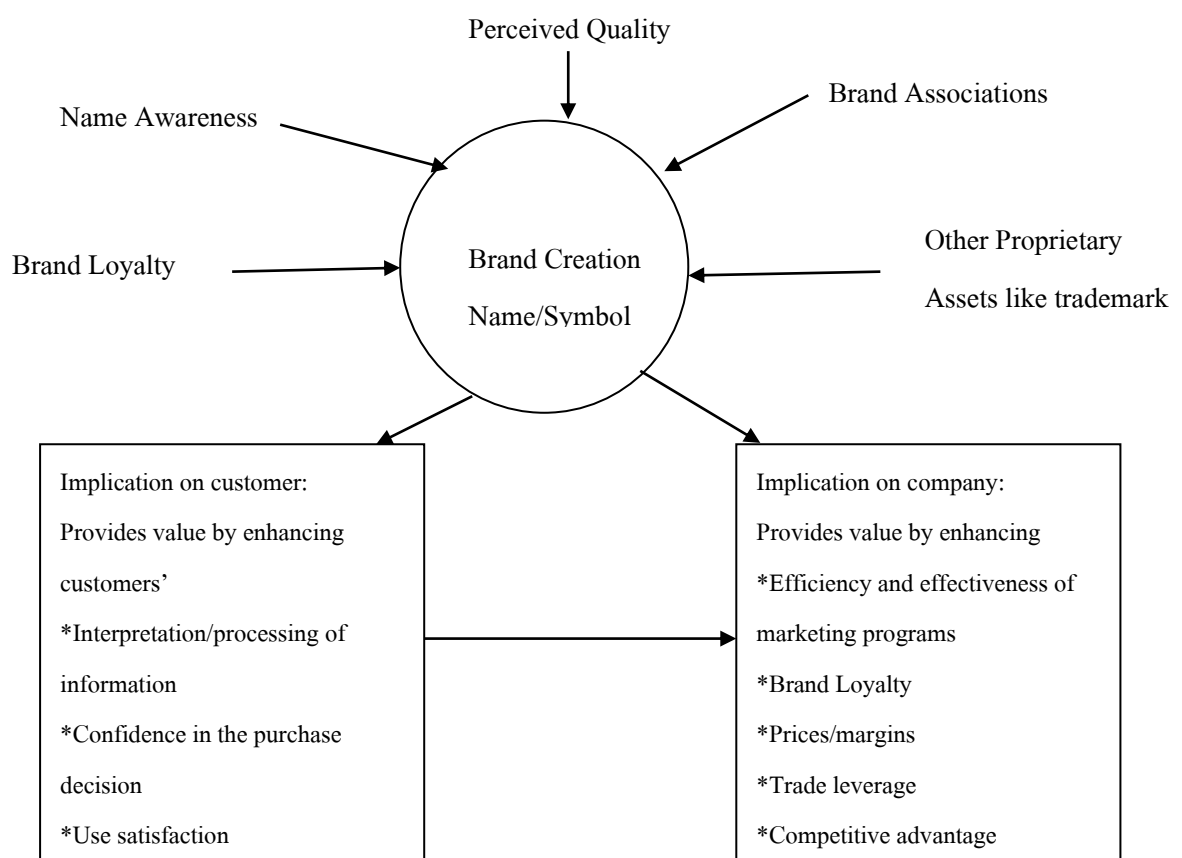 Perceived Quality
Brand Associations
Name Awareness
Other Proprietary
Assets like trademark
Brand Loyalty
Brand Creation
Name/Symbol
Implication on customer:
Provides value by enhancing
customers’
*Interpretation/processing of
information
*Confidence in the purchase
decision
*Use satisfaction
Implication on company:
Provides value by enhancing
*Efficiency and effectiveness of
marketing programs
*Brand Loyalty
*Prices/margins
*Trade leverage
*Competitive advantage